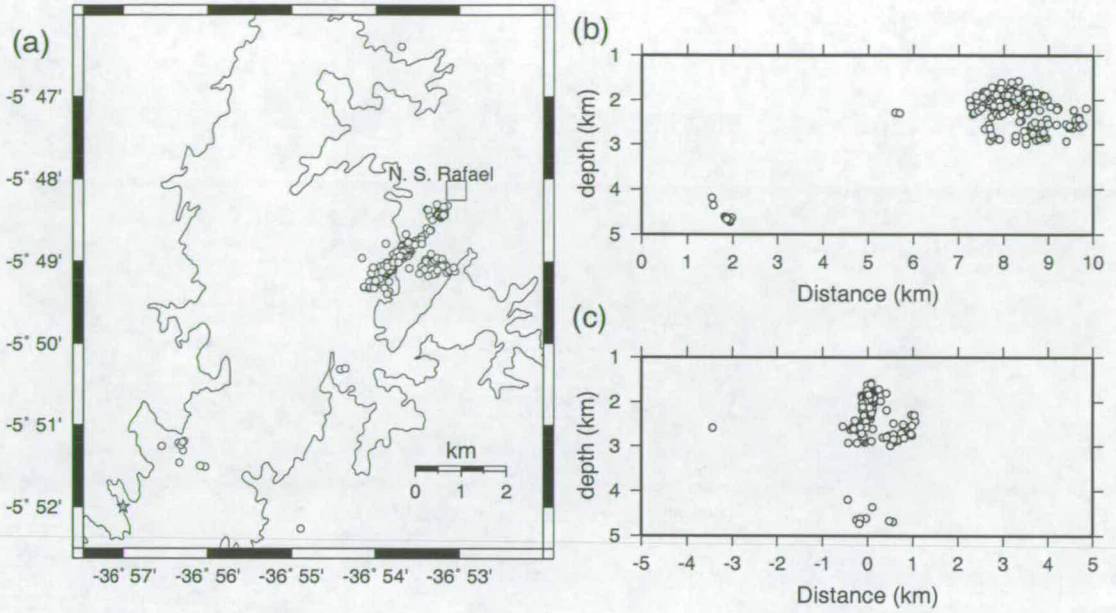 (a)
-5° 47'
-5° 48'
-5° 49'
-5° 50'
-5° 51'
-5° 52'
N. S. Rafael
km
0 1 2
-36° 57' -36° 56' -36° 55' -36° 54' -36° 53'
(b)
1
2
3
4
5
depth (km)
0 1 2 3 4 5 6 7 8 9 10
Distance (km)
(c)
1
2
3
4
5
depth (km)
-5 -4 -3 -2 -1 0 1 2 3 4 5
Distance (km)